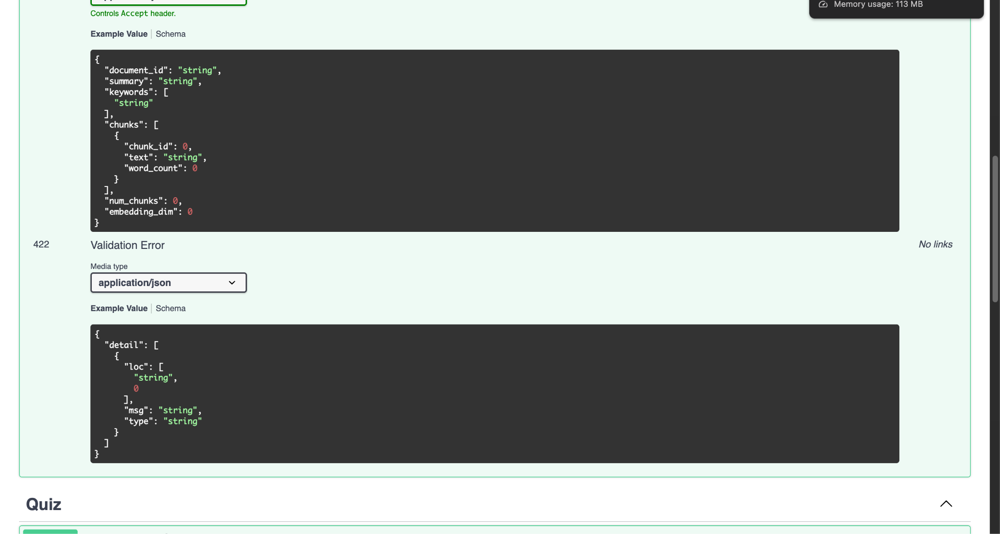 Memory usage: 113 MB
Controls Accept header.
Example Value | Schema
{
  "document_id": "string",
  "summary": "string",
  "keywords": [
    "string"
  ],
  "chunks": [
    {
      "chunk_id": 0,
      "text": "string",
      "word_count": 0
    }
  ],
  "num_chunks": 0,
  "embedding_dim": 0
}
422 Validation Error No links
Media type
application/json
Example Value | Schema
{
  "detail": [
    {
      "loc": [
        "string",
        0
      ],
      "msg": "string",
      "type": "string"
    }
  ]
}
Quiz